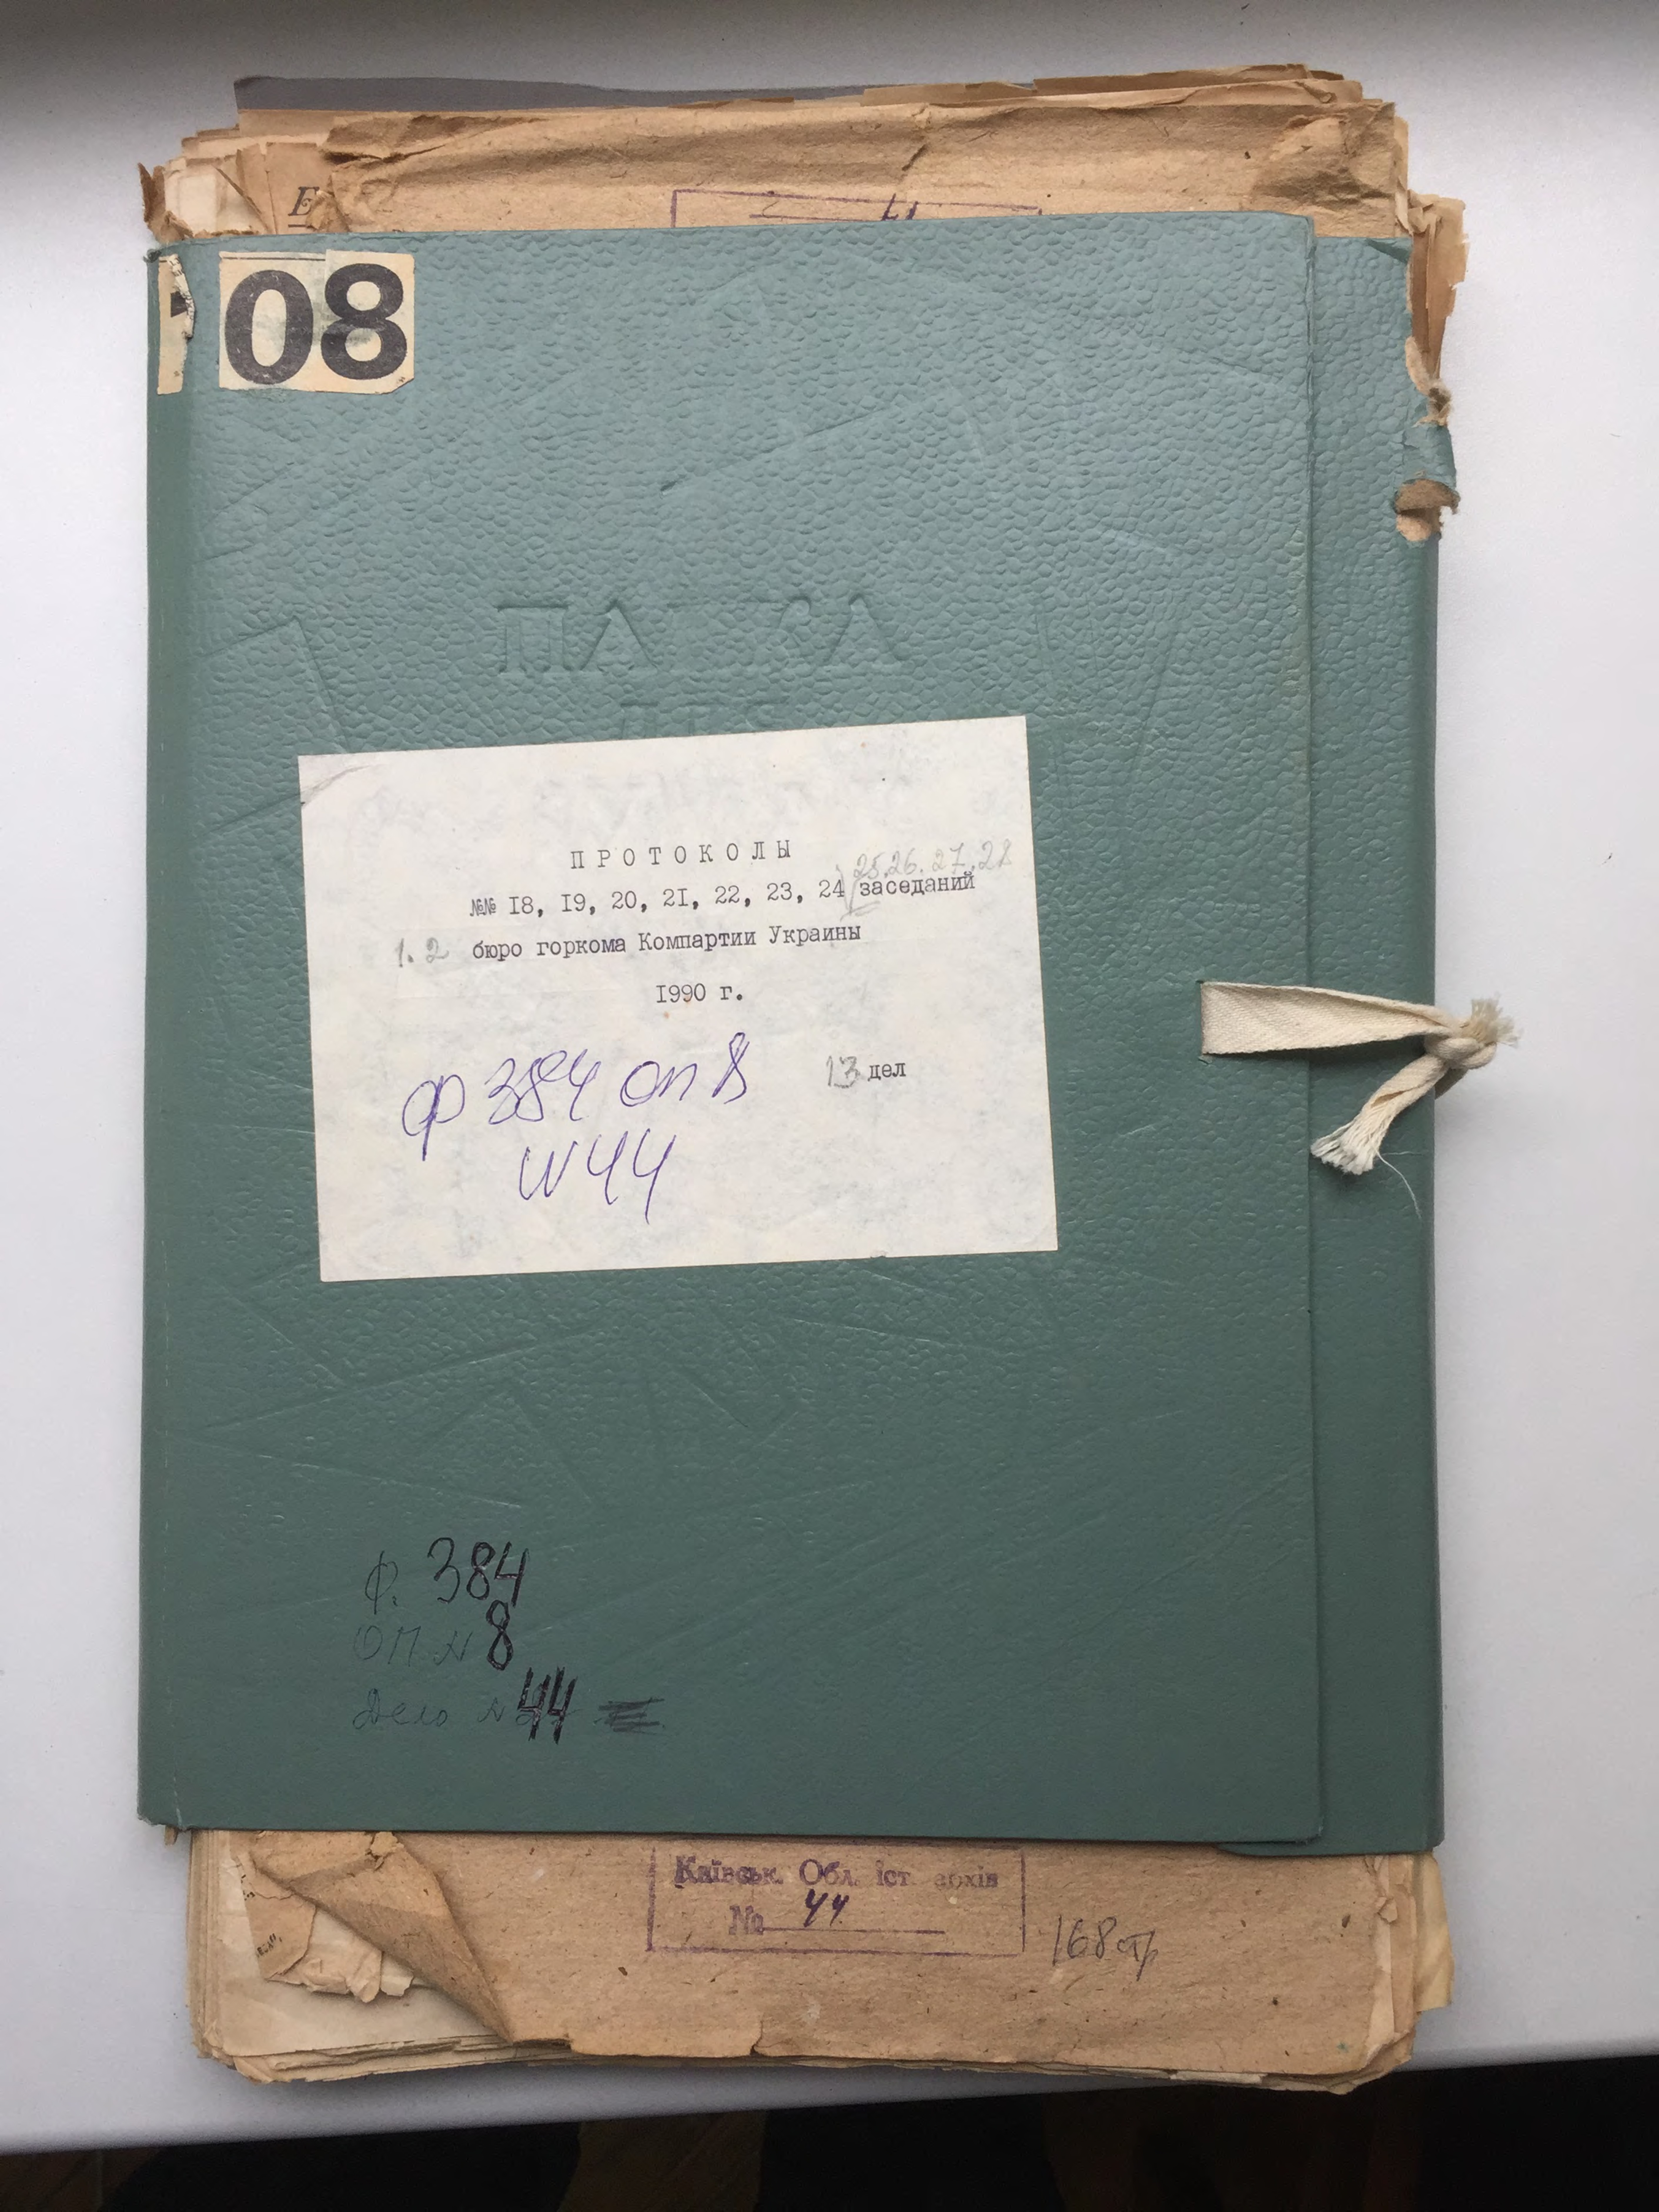 Е
08
ПАПКА
ДЛЯ
ПРОТОКОЛЫ
25.26.27.28
№№ I8, I9, 20, 2I, 22, 23, 24 заседаний
1.2 бюро горкома Компартии Украины
I990 г.
ф 384 оп 8 13 дел
N 44
Ф. 384
ОП N 8
Дело N 44
Київськ. Обл. іст архів
№ 44
168 стр